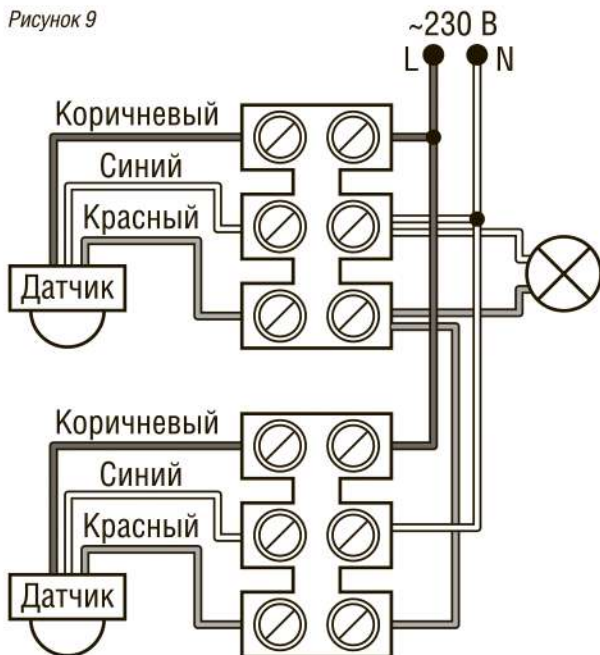 Рисунок 9
~230 В
L N
Коричневый
Синий
Красный
Датчик
Коричневый
Синий
Красный
Датчик